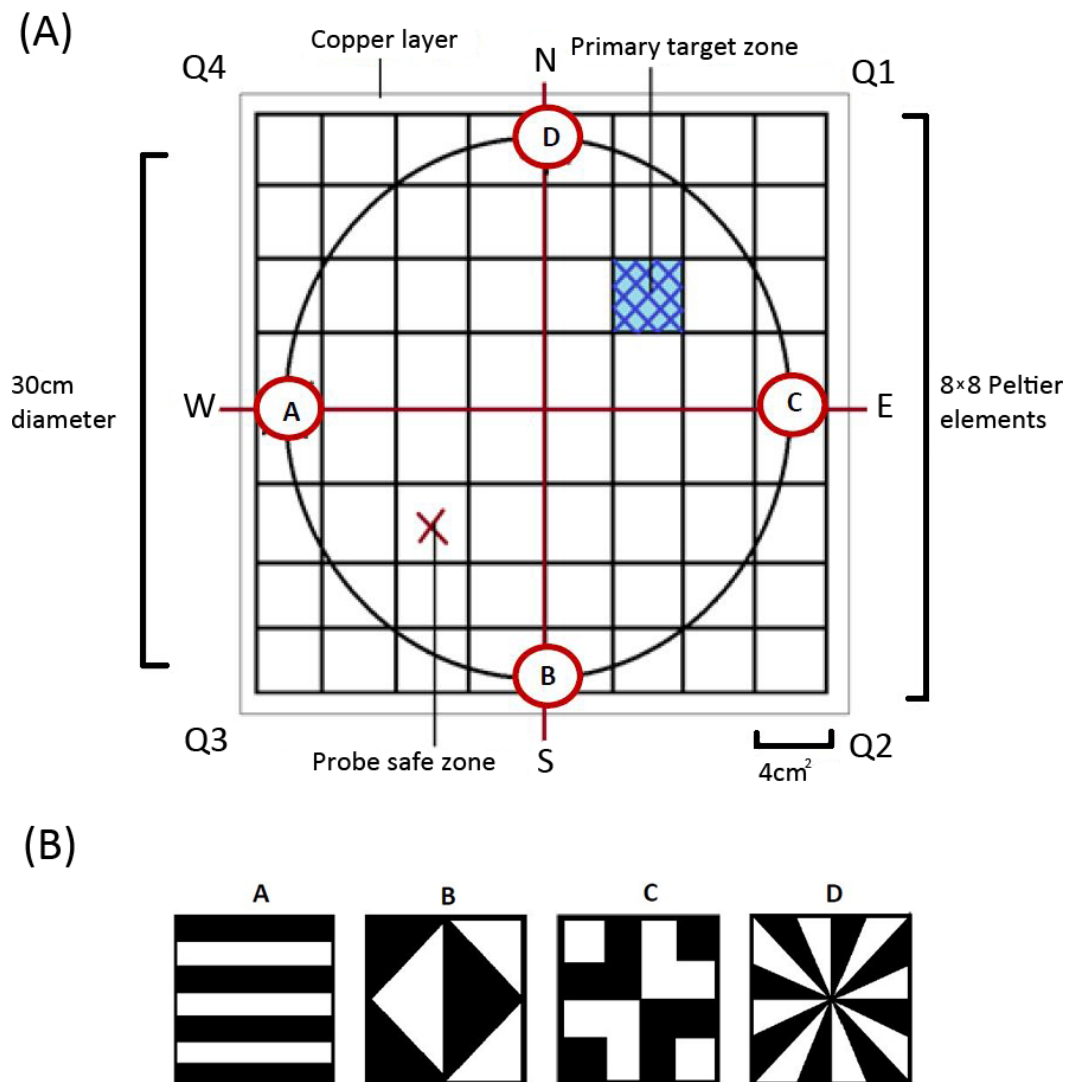 (A)
Copper layer
Primary target zone
N
Q4
Q1
D
30cm
diameter
W
A
C
E
8×8 Peltier
elements
B
Q3
Probe safe zone
S
Q2
4cm²
(B)
A
B
C
D